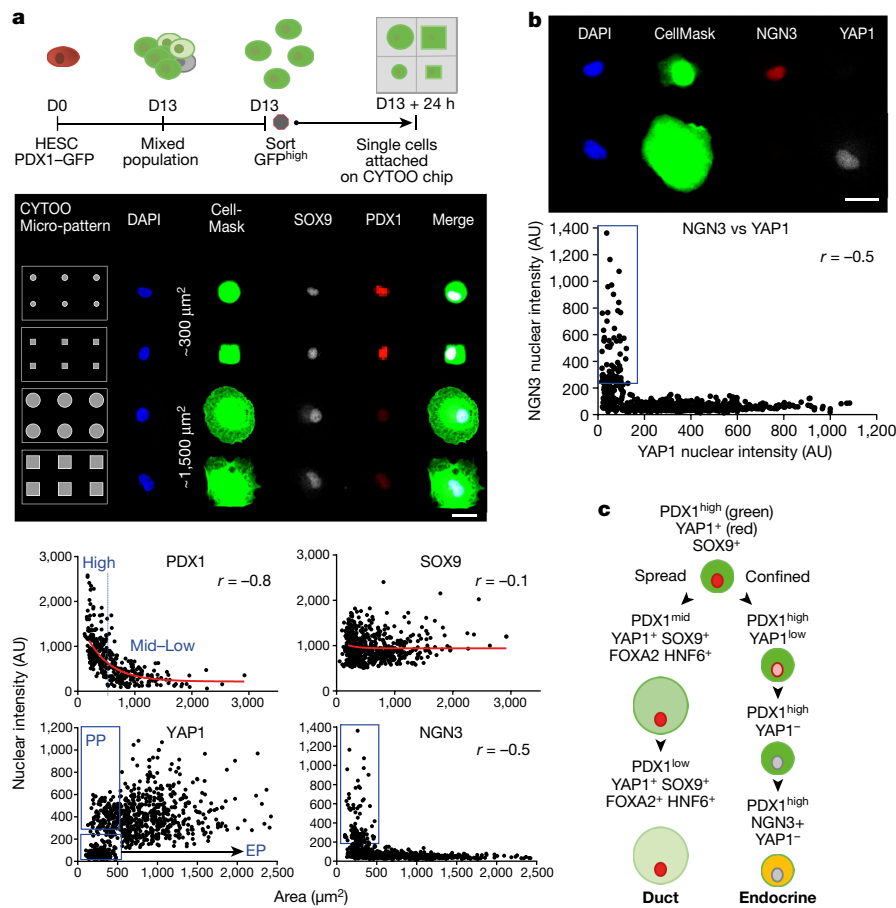 a
D0
D13
D13
D13 + 24 h
HESC
PDX1–GFP
Mixed
population
Sort
GFPhigh
Single cells
attached
on CYTOO chip
CYTOO
Micro-pattern
DAPI
Cell-
Mask
SOX9
PDX1
Merge
~300 μm2
~1,500 μm2
Nuclear intensity (AU)
3,000
2,000
1,000
0
High
PDX1
r = –0.8
Mid–Low
0
1,000
2,000
3,000
3,000
2,000
1,000
0
SOX9
r = –0.1
0
1,000
2,000
3,000
1,200
1,000
800
600
400
200
0
PP
YAP1
EP
0
500
1,000
1,500
2,000
2,500
1,400
1,200
1,000
800
600
400
200
0
NGN3
r = –0.5
0
500
1,000
1,500
2,000
2,500
Area (μm2)
b
DAPI
CellMask
NGN3
YAP1
NGN3 vs YAP1
r = –0.5
NGN3 nuclear intensity (AU)
1,400
1,200
1,000
800
600
400
200
0
0
200
400
600
800
1,000
1,200
YAP1 nuclear intensity (AU)
c
PDX1high (green)
YAP1+ (red)
SOX9+
Spread
Confined
PDX1mid
YAP1+ SOX9+
FOXA2 HNF6+
PDX1low
YAP1+ SOX9+
FOXA2+ HNF6+
Duct
PDX1high
YAP1low
PDX1high
YAP1–
PDX1high
NGN3+
YAP1–
Endocrine